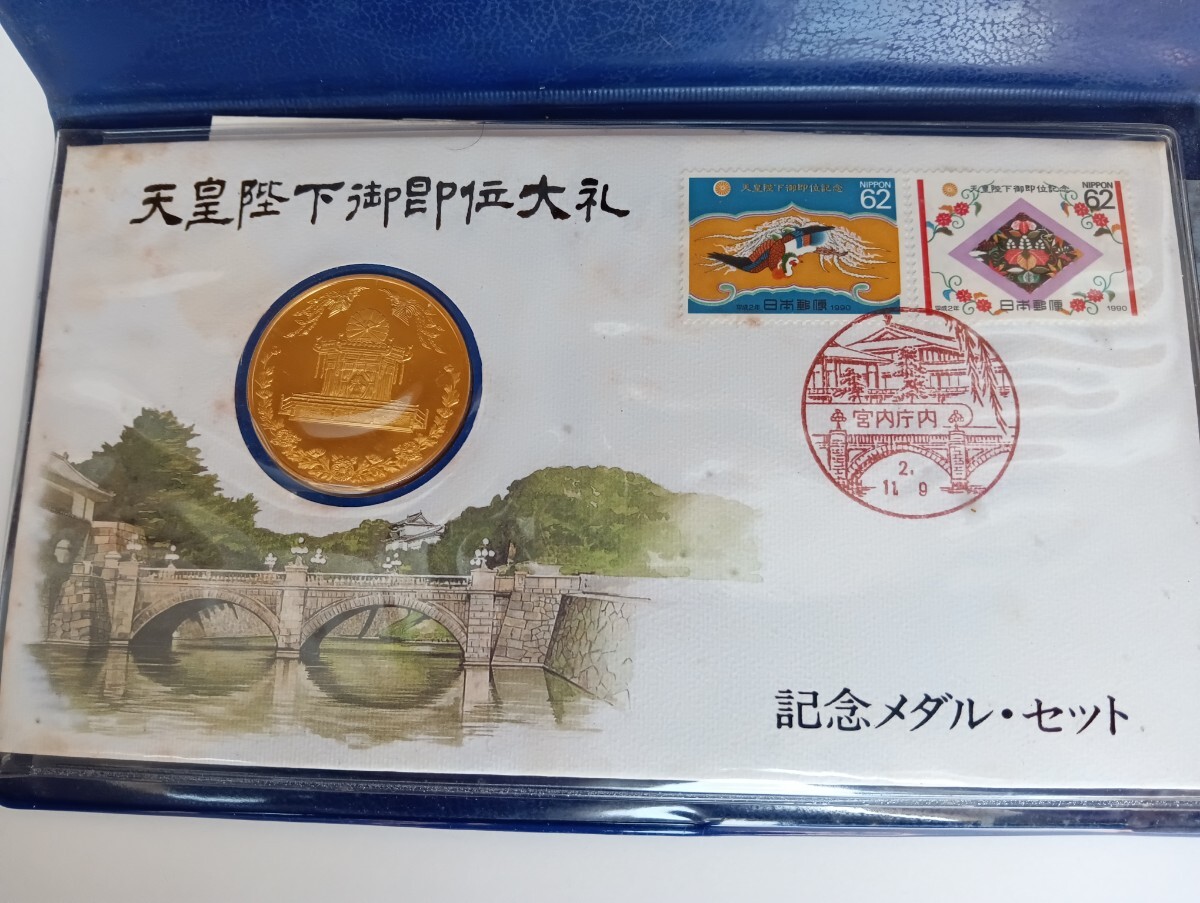 天皇陛下御即位大礼
天皇陛下御即位記念
NIPPON
62
平成2年 日本郵便 1990
天皇陛下御即位記念
NIPPON
62
平成2年 日本郵便 1990
宮内庁内
2.
11. 9
記念メダル・セット